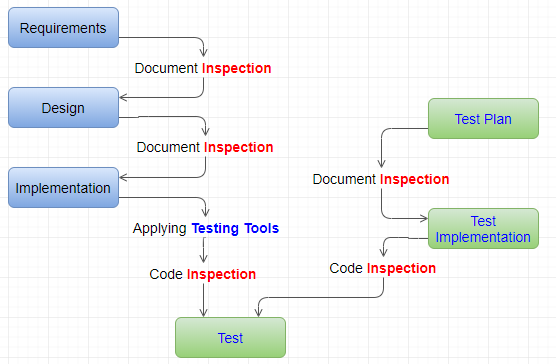 Requirements
Document Inspection
Design
Test Plan
Document Inspection
Document Inspection
Implementation
Test
Implementation
Applying Testing Tools
Code Inspection
Code Inspection
Test